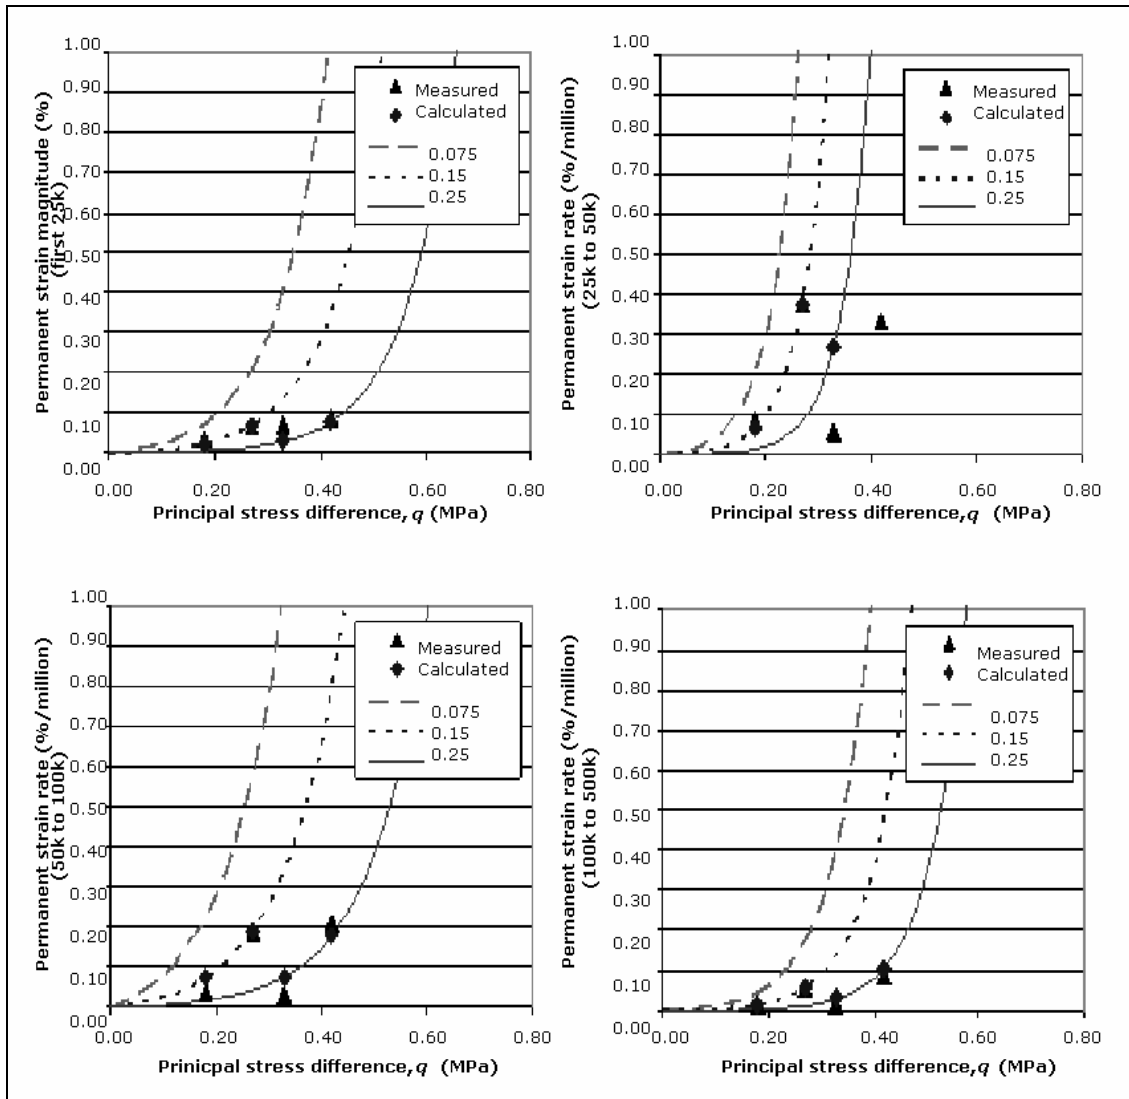 1.00
0.90
0.80
0.70
0.60
0.50
0.40
0.30
0.20
0.10
0.00
Permanent strain magnitude (%)
(first 25k)
Measured
Calculated
0.075
0.15
0.25
0.00 0.20 0.40 0.60 0.80
Principal stress difference, q (MPa)
1.00
0.90
0.80
0.70
0.60
0.50
0.40
0.30
0.20
0.10
0.00
Permanent strain rate (%/million)
(25k to 50k)
Measured
Calculated
0.075
0.15
0.25
0.00 0.20 0.40 0.60 0.80
Principal stress difference, q (MPa)
1.00
0.90
0.80
0.70
0.60
0.50
0.40
0.30
0.20
0.10
0.00
Permanent strain rate (%/million)
(50k to 100k)
Measured
Calculated
0.075
0.15
0.25
0.00 0.20 0.40 0.60 0.80
Prinicpal stress difference, q (MPa)
1.00
0.90
0.80
0.70
0.60
0.50
0.40
0.30
0.20
0.10
0.00
Permanent strain rate (%/million)
(100k to 500k)
Measured
Calculated
0.075
0.15
0.25
0.00 0.20 0.40 0.60 0.80
Principal stress difference, q (MPa)